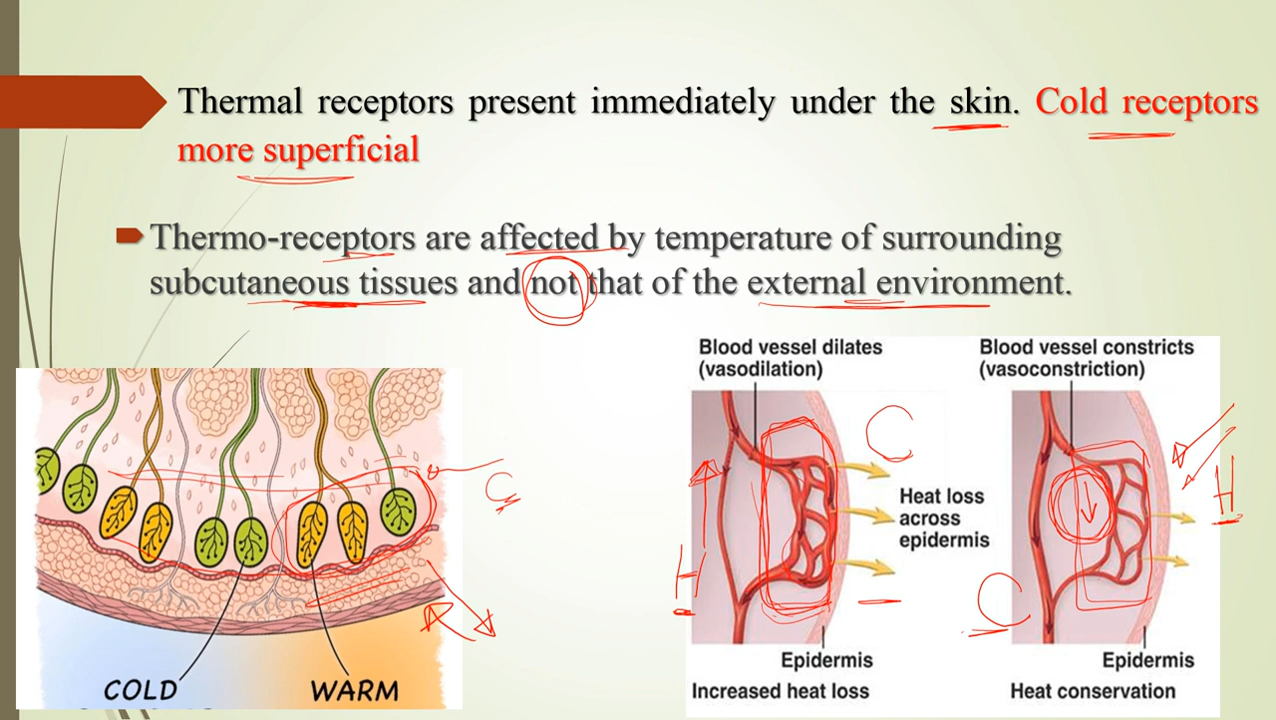 Thermal receptors present immediately under the skin. Cold receptors
more superficial
Thermo-receptors are affected by temperature of surrounding
subcutaneous tissues and not that of the external environment.
COLD
WARM
C
Blood vessel dilates
(vasodilation)
C
Heat loss
across
epidermis
H
Epidermis
Increased heat loss
Blood vessel constricts
(vasoconstriction)
H
C
Epidermis
Heat conservation